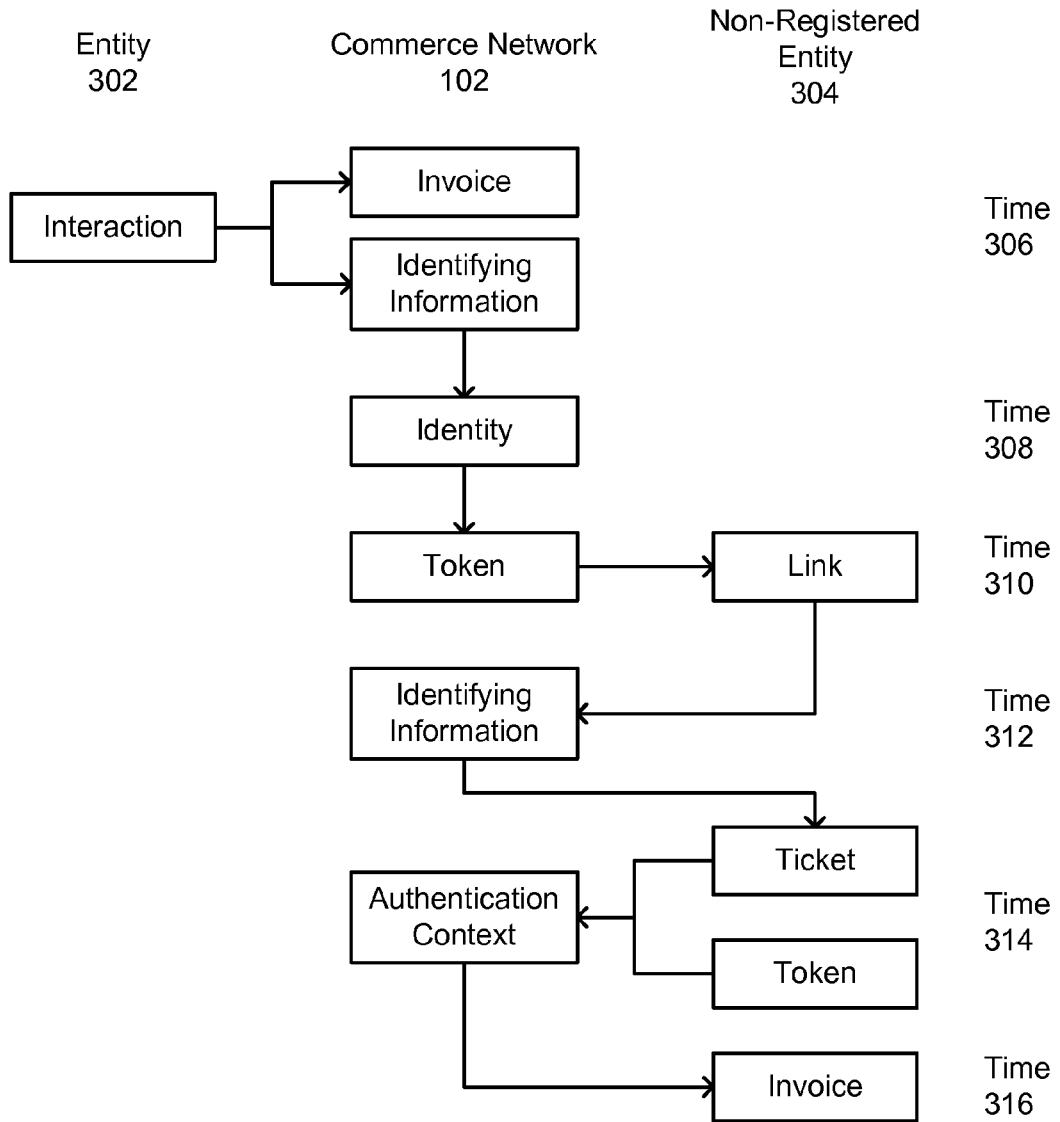 Entity
302
Commerce Network
102
Non-Registered
Entity
304
Invoice
Interaction
Identifying
Information
Time
306
Identity
Time
308
Token
Link
Time
310
Identifying
Information
Time
312
Ticket
Authentication
Context
Token
Time
314
Invoice
Time
316